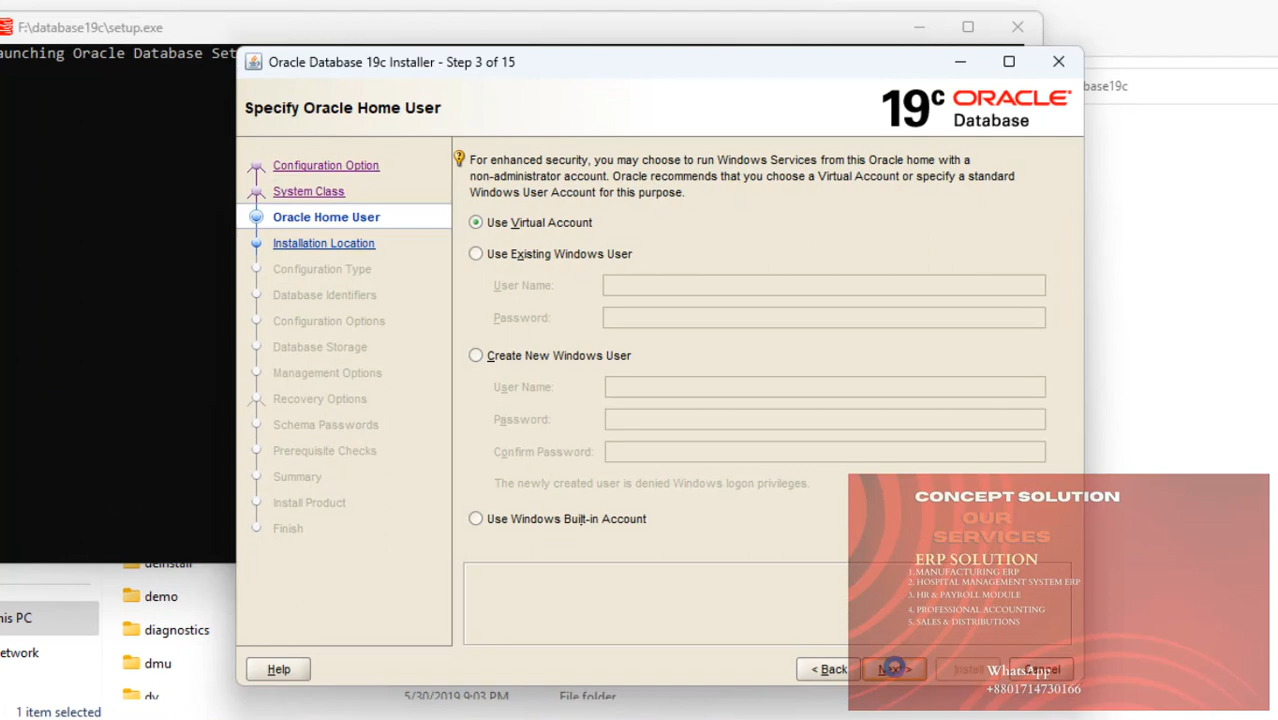 F:\database19c\setup.exe
aunching Oracle Database Set
Oracle Database 19c Installer - Step 3 of 15
base19c
Specify Oracle Home User
19c ORACLE
Database
Configuration Option
System Class
Oracle Home User
Installation Location
Configuration Type
Database Identifiers
Configuration Options
Database Storage
Management Options
Recovery Options
Schema Passwords
Prerequisite Checks
Summary
Install Product
Finish
For enhanced security, you may choose to run Windows Services from this Oracle home with a
non-administrator account. Oracle recommends that you choose a Virtual Account or specify a standard
Windows User Account for this purpose.
Use Virtual Account
Use Existing Windows User
User Name:
Password:
Create New Windows User
User Name:
Password:
Confirm Password:
The newly created user is denied Windows logon privileges.
Use Windows Built-in Account
CONCEPT SOLUTION
OUR
SERVICES
ERP SOLUTION
1. MANUFACTURING ERP
2. HOSPITAL MANAGEMENT SYSTEM ERP
3. HR & PAYROLL MODULE
4. PROFESSIONAL ACCOUNTING
5. SALES & DISTRIBUTIONS
WhatsApp
+8801714730166
Help
< Back
Next >
Install
Cancel
deinstall
demo
diagnostics
dmu
dv
his PC
etwork
5/30/2019 9:03 PM
File folder
1 item selected